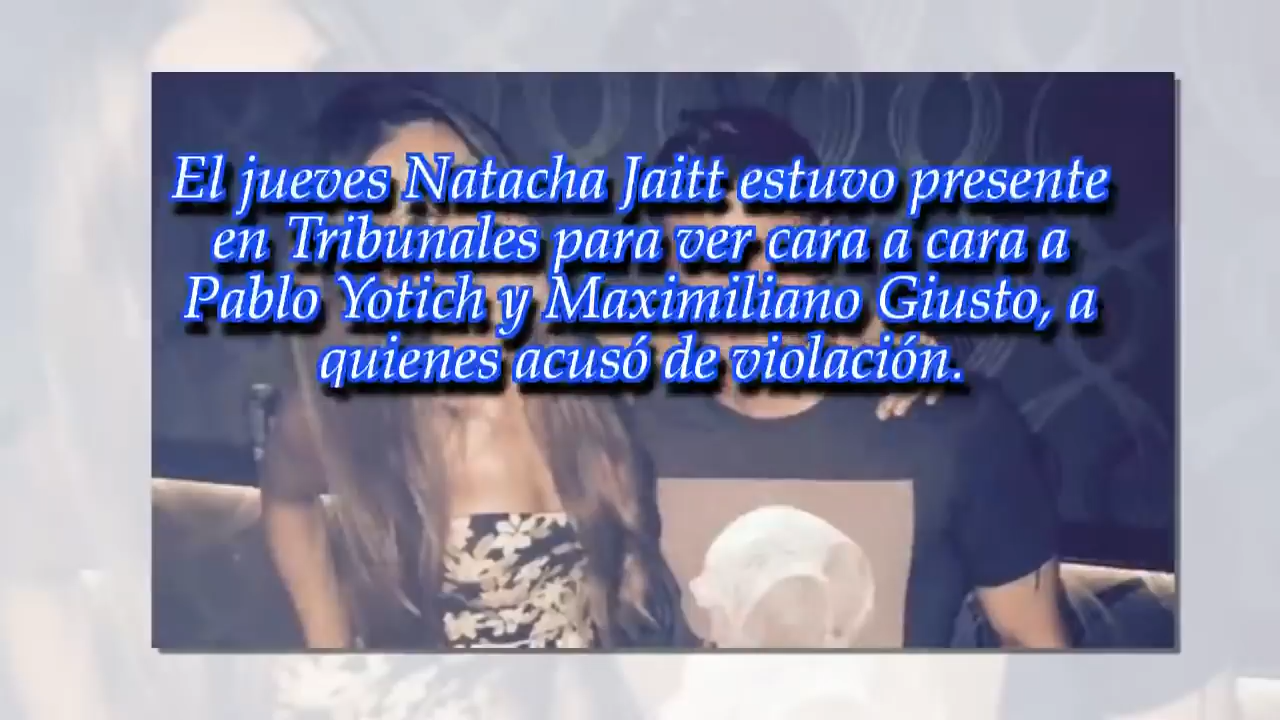 El jueves Natacha Jaitt estuvo presente
en Tribunales para ver cara a cara a
Pablo Yotich y Maximiliano Giusto, a
quienes acusó de violación.